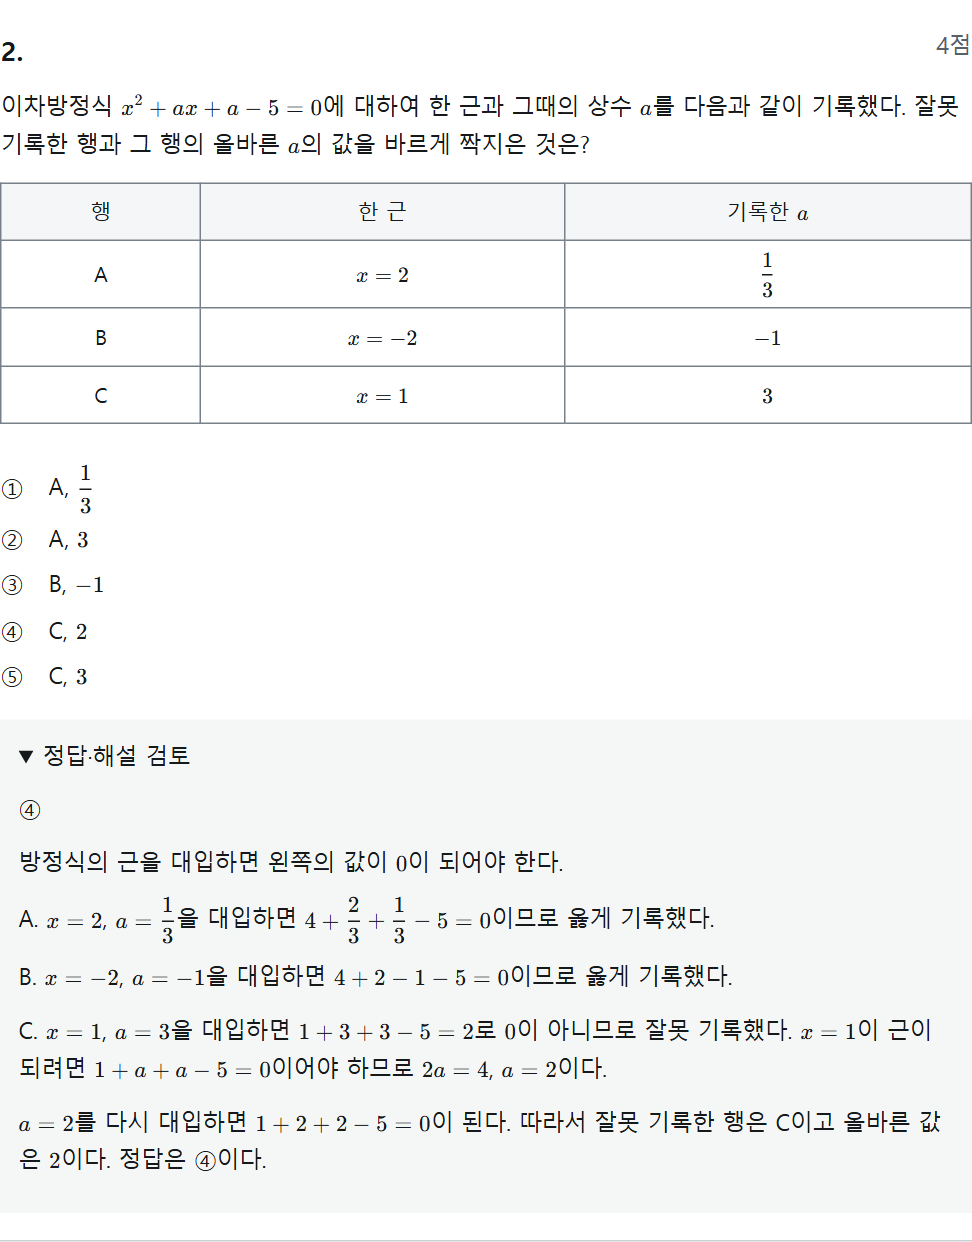 2.
4점
이차방정식 x² + ax + a − 5 = 0에 대하여 한 근과 그때의 상수 a를 다음과 같이 기록했다. 잘못
기록한 행과 그 행의 올바른 a의 값을 바르게 짝지은 것은?
행 한 근 기록한 a
A x = 2 1/3
B x = −2 −1
C x = 1 3
① A, 1/3
② A, 3
③ B, −1
④ C, 2
⑤ C, 3
▼ 정답·해설 검토
④
방정식의 근을 대입하면 왼쪽의 값이 0이 되어야 한다.
A. x = 2, a = 1/3을 대입하면 4 + 2/3 + 1/3 − 5 = 0이므로 옳게 기록했다.
B. x = −2, a = −1을 대입하면 4 + 2 − 1 − 5 = 0이므로 옳게 기록했다.
C. x = 1, a = 3을 대입하면 1 + 3 + 3 − 5 = 2로 0이 아니므로 잘못 기록했다. x = 1이 근이
되려면 1 + a + a − 5 = 0이어야 하므로 2a = 4, a = 2이다.
a = 2를 다시 대입하면 1 + 2 + 2 − 5 = 0이 된다. 따라서 잘못 기록한 행은 C이고 올바른 값
은 2이다. 정답은 ④이다.